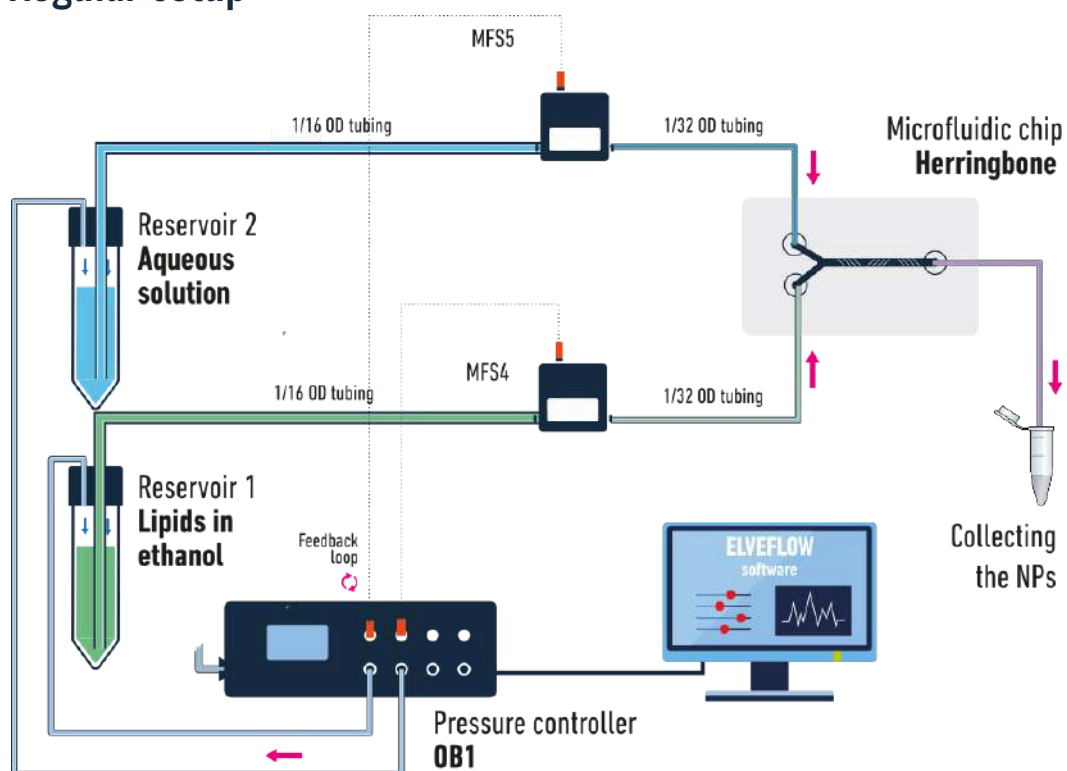 MFS5
1/16 OD tubing
1/32 OD tubing
Microfluidic chip
Herringbone
Reservoir 2
Aqueous
solution
MFS4
1/16 OD tubing
1/32 OD tubing
Reservoir 1
Lipids in
ethanol
Feedback
loop
ELVEFLOW
software
Collecting
the NPs
Pressure controller
OB1